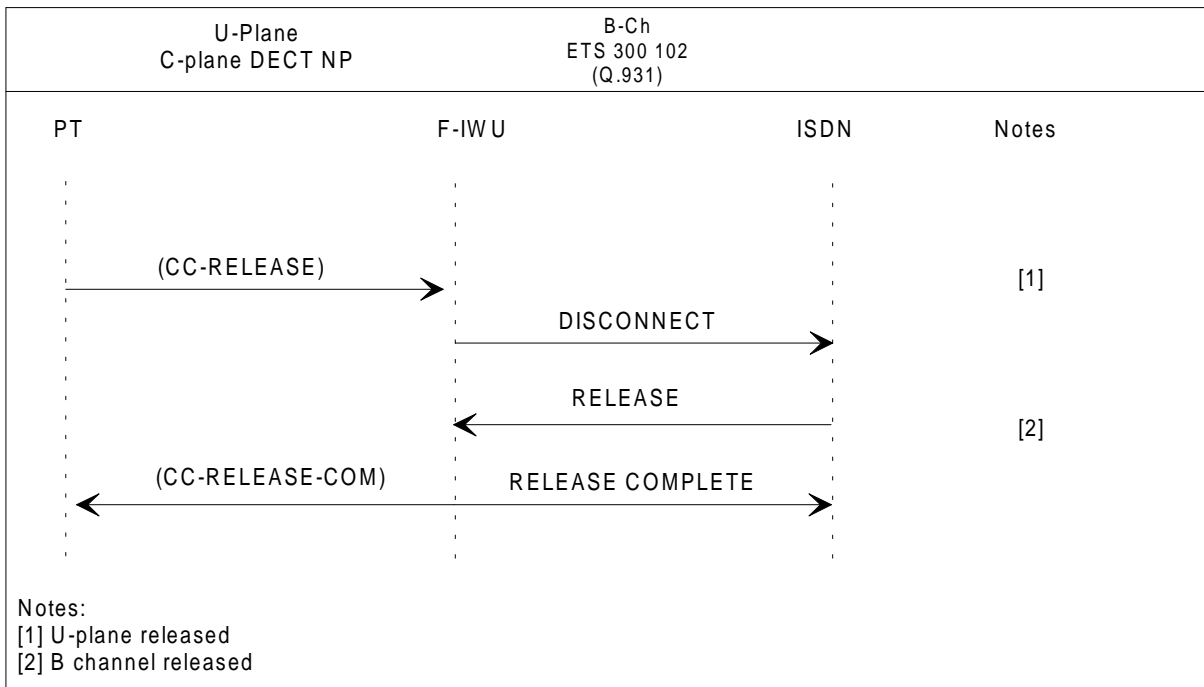 U-Plane
C-plane DECT NP
B-Ch
ETS 300 102
(Q.931)
PT F-IWU ISDN Notes
(CC-RELEASE) [1]
DISCONNECT
RELEASE
[2]
(CC-RELEASE-COM) RELEASE COMPLETE
Notes:
[1] U-plane released
[2] B channel released